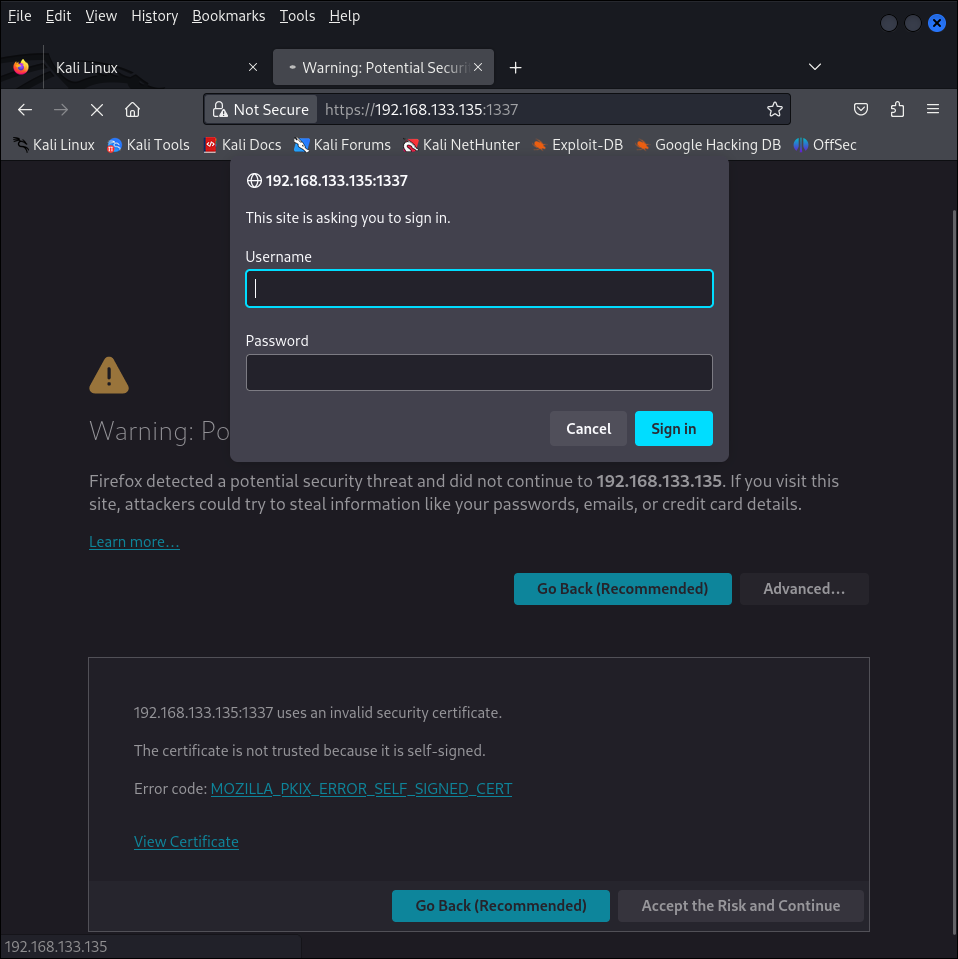 File Edit View History Bookmarks Tools Help
Kali Linux
Warning: Potential Securi
Not Secure https://192.168.133.135:1337
Kali Linux Kali Tools Kali Docs Kali Forums Kali NetHunter Exploit-DB Google Hacking DB OffSec
192.168.133.135:1337
This site is asking you to sign in.
Username
Password
Cancel Sign in
Warning: Po
Firefox detected a potential security threat and did not continue to 192.168.133.135. If you visit this
site, attackers could try to steal information like your passwords, emails, or credit card details.
Learn more…
Go Back (Recommended) Advanced…
192.168.133.135:1337 uses an invalid security certificate.
The certificate is not trusted because it is self-signed.
Error code: MOZILLA_PKIX_ERROR_SELF_SIGNED_CERT
View Certificate
Go Back (Recommended) Accept the Risk and Continue
192.168.133.135